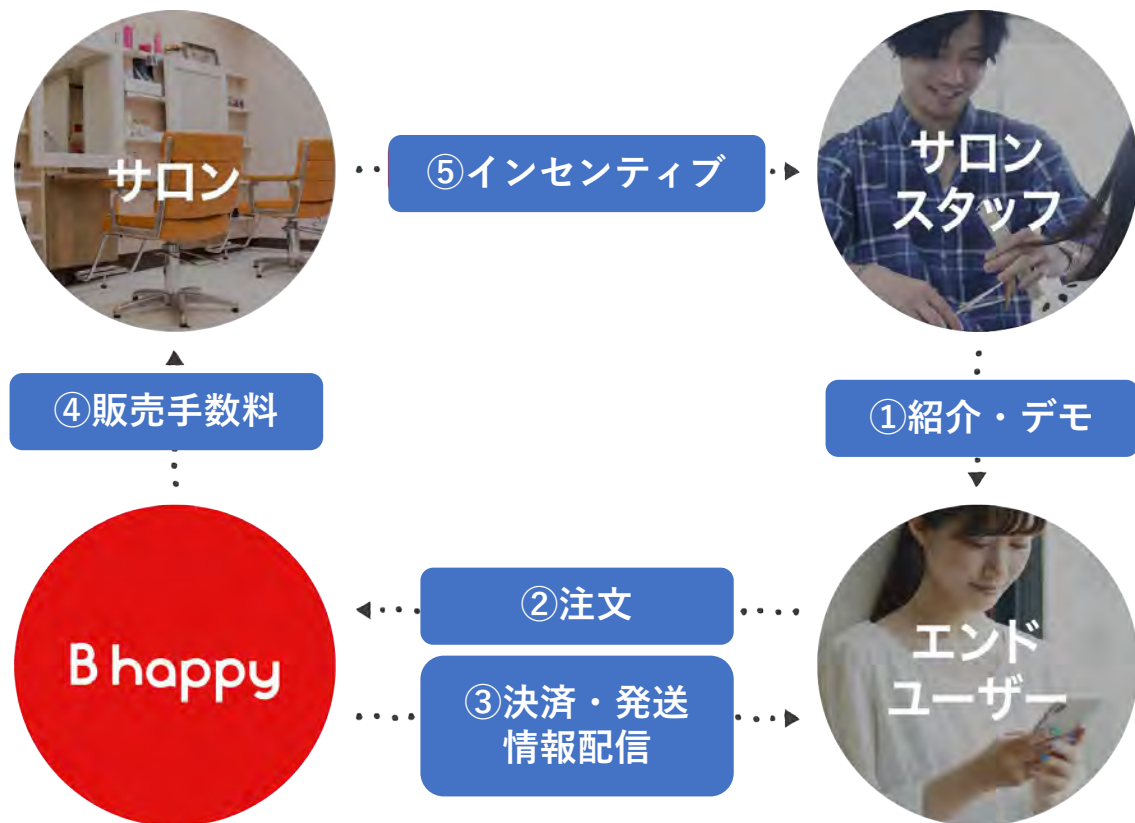 サロン
⑤インセンティブ
サロン
スタッフ
④販売手数料
①紹介・デモ
B happy
②注文
③決済・発送
情報配信
エンド
ユーザー